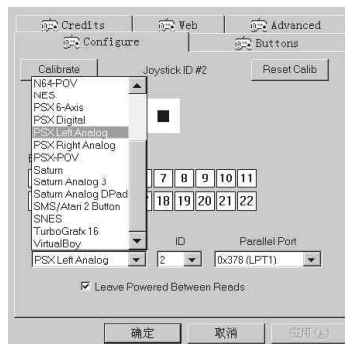 Credits Web Advanced
Configure Buttons
Calibrate Joystick ID #2 Reset Calib
N64-POV
NES
PSX 6-Axis
PSX Digital
PSX Left Analog
PSX Right Analog
PSX-POV
Saturn
Saturn Analog 3
Saturn Analog DPad
SMS/Atari 2 Button
SNES
TurboGrafx 16
VirtualBoy
7 8 9 10 11
18 19 20 21 22
ID Parallel Port
PSX Left Analog 2 0x378 (LPT1)
Leave Powered Between Reads
确定 取消 应用(A)